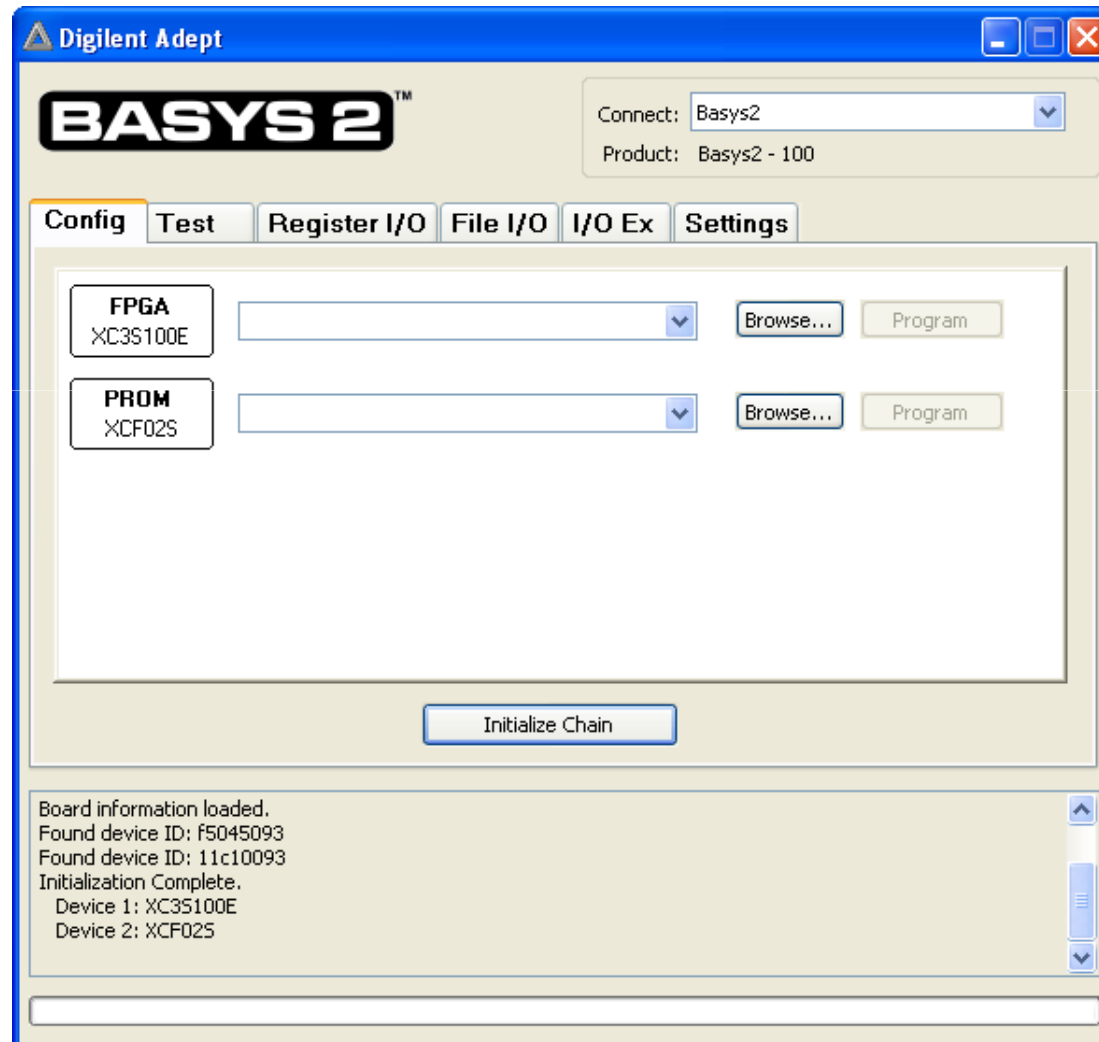 Digilent Adept
BASYS 2™
Connect: Basys2
Product: Basys2 - 100
Config Test Register I/O File I/O I/O Ex Settings
FPGA
XC3S100E
Browse... Program
PROM
XCF02S
Browse... Program
Initialize Chain
Board information loaded.
Found device ID: f5045093
Found device ID: 11c10093
Initialization Complete.
Device 1: XC3S100E
Device 2: XCF02S